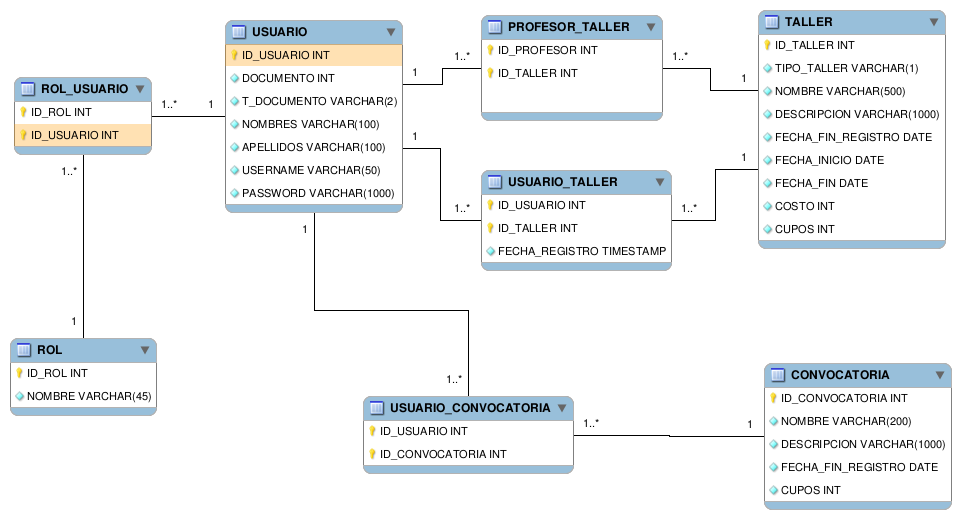 ROL_USUARIO
ID_ROL INT
ID_USUARIO INT
1..*
1
1..*
1
ROL
ID_ROL INT
NOMBRE VARCHAR(45)
USUARIO
ID_USUARIO INT
DOCUMENTO INT
T_DOCUMENTO VARCHAR(2)
NOMBRES VARCHAR(100)
APELLIDOS VARCHAR(100)
USERNAME VARCHAR(50)
PASSWORD VARCHAR(1000)
1
1..*
1
1..*
1
1..*
PROFESOR_TALLER
ID_PROFESOR INT
ID_TALLER INT
1..*
1
USUARIO_TALLER
ID_USUARIO INT
ID_TALLER INT
FECHA_REGISTRO TIMESTAMP
1..*
1
TALLER
ID_TALLER INT
TIPO_TALLER VARCHAR(1)
NOMBRE VARCHAR(500)
DESCRIPCION VARCHAR(1000)
FECHA_FIN_REGISTRO DATE
FECHA_INICIO DATE
FECHA_FIN DATE
COSTO INT
CUPOS INT
USUARIO_CONVOCATORIA
ID_USUARIO INT
ID_CONVOCATORIA INT
1..*
1
CONVOCATORIA
ID_CONVOCATORIA INT
NOMBRE VARCHAR(200)
DESCRIPCION VARCHAR(1000)
FECHA_FIN_REGISTRO DATE
CUPOS INT